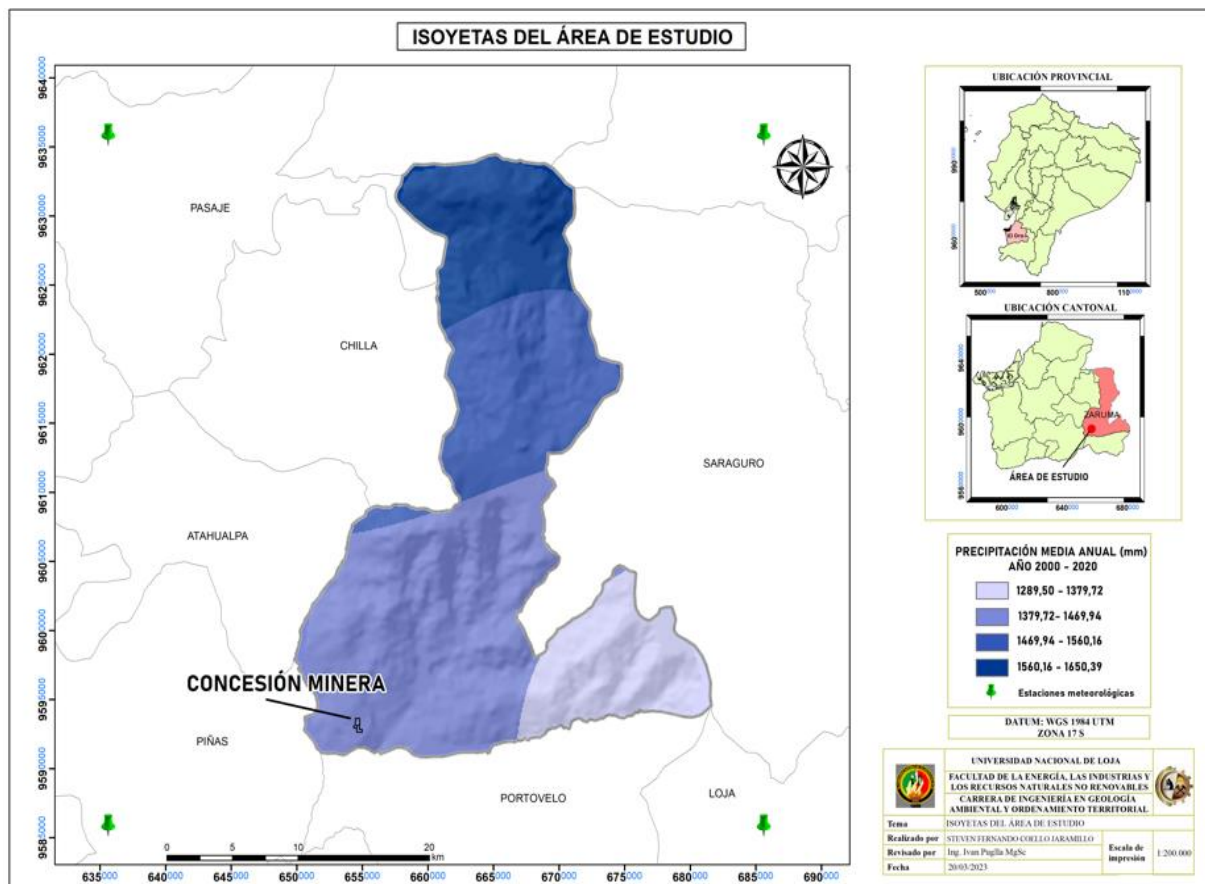 ISOYETAS DEL ÁREA DE ESTUDIO
9640000
9635000
9630000
9625000
9620000
9615000
9610000
9605000
9600000
9595000
9590000
9585000
PASAJE
CHILLA
SARAGURO
ATAHUALPA
CONCESIÓN MINERA
PIÑAS
PORTOVELO
LOJA
0 5 10 20
km
635000 640000 645000 650000 655000 660000 665000 670000 675000 680000 685000 690000
UBICACIÓN PROVINCIAL
El Oro
500000 800000 110
UBICACIÓN CANTONAL
9640000
9600000
9560000
ZARUMA
ÁREA DE ESTUDIO
600000 640000 680000
PRECIPITACIÓN MEDIA ANUAL (mm)
AÑO 2000 - 2020
1289,50 - 1379,72
1379,72- 1469,94
1469,94 - 1560,16
1560,16 - 1650,39
Estaciones meteorológicas
DATUM: WGS 1984 UTM
ZONA 17 S
UNIVERSIDAD NACIONAL DE LOJA
FACULTAD DE LA ENERGÍA, LAS INDUSTRIAS Y
LOS RECURSOS NATURALES NO RENOVABLES
CARRERA DE INGENIERÍA EN GEOLOGÍA
AMBIENTAL Y ORDENAMIENTO TERRITORIAL
Tema ISOYETAS DEL ÁREA DE ESTUDIO
Realizado por STEVEN FERNANDO COELLO JARAMILLO
Revisado por Ing. Ivan Puglla MgSc
Fecha 20/03/2023
Escala de
impresión
1:200.000